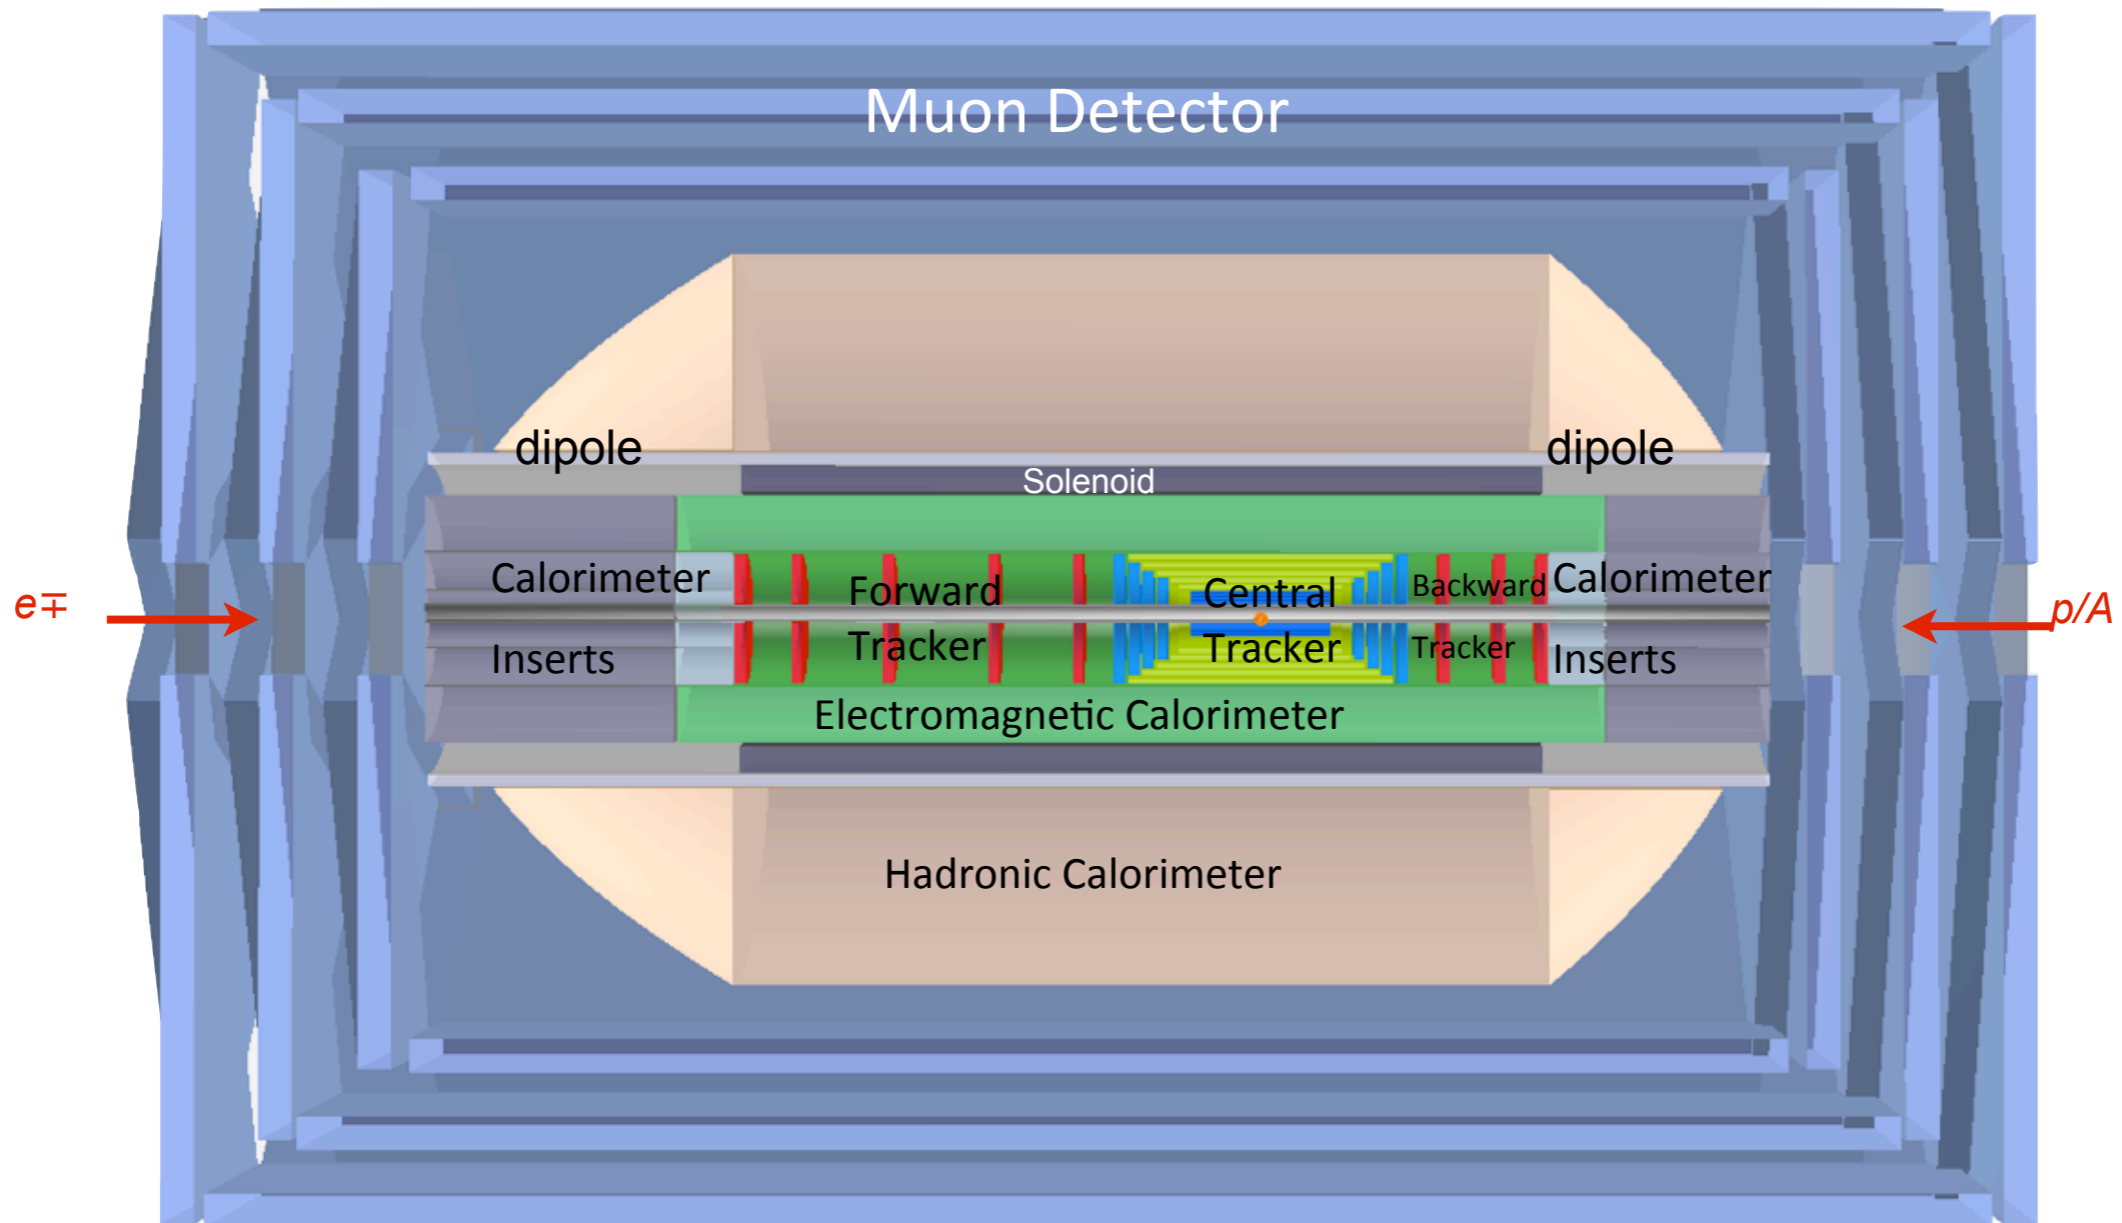 Muon Detector
dipole
dipole
Solenoid
Calorimeter
Forward
Central
Backward
Calorimeter
e∓
p/A
Inserts
Tracker
Tracker
Tracker
Inserts
Electromagnetic Calorimeter
Hadronic Calorimeter